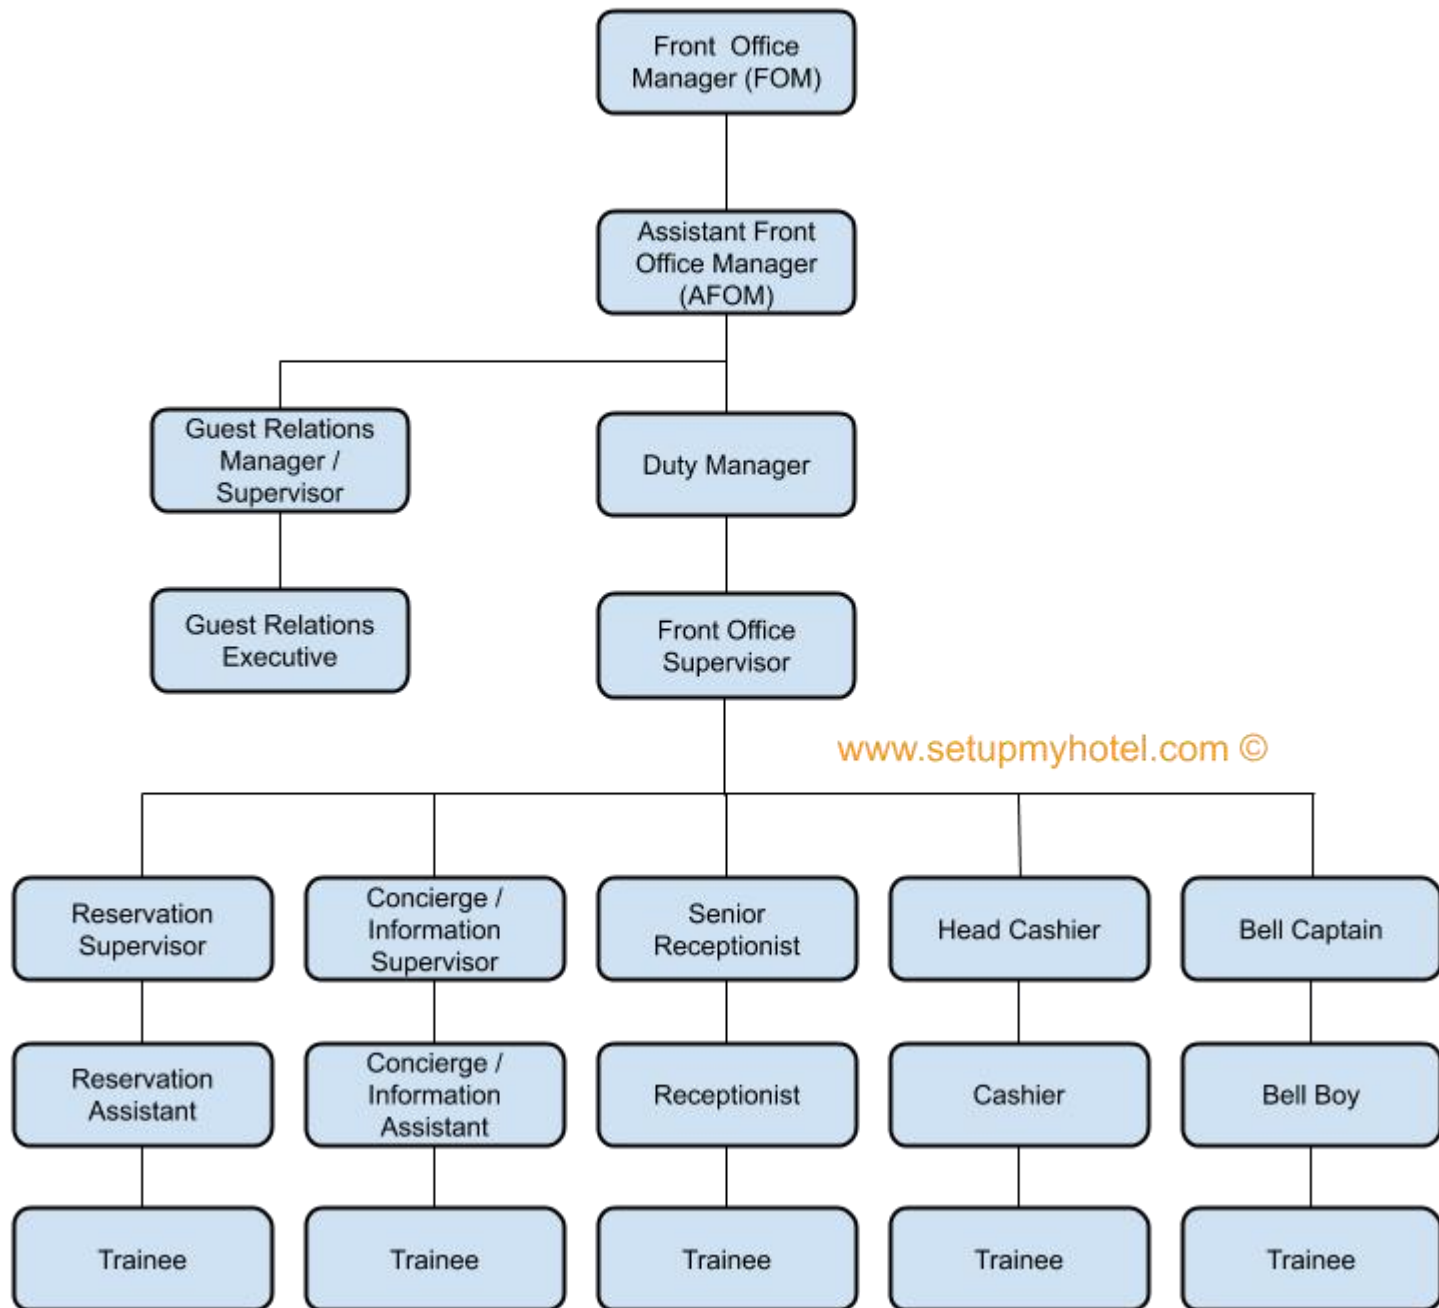 Front Office
Manager (FOM)
Assistant Front
Office Manager
(AFOM)
Guest Relations
Manager /
Supervisor
Duty Manager
Guest Relations
Executive
Front Office
Supervisor
www.setupmyhotel.com ©
Reservation
Supervisor
Concierge /
Information
Supervisor
Senior
Receptionist
Head Cashier
Bell Captain
Reservation
Assistant
Concierge /
Information
Assistant
Receptionist
Cashier
Bell Boy
Trainee
Trainee
Trainee
Trainee
Trainee